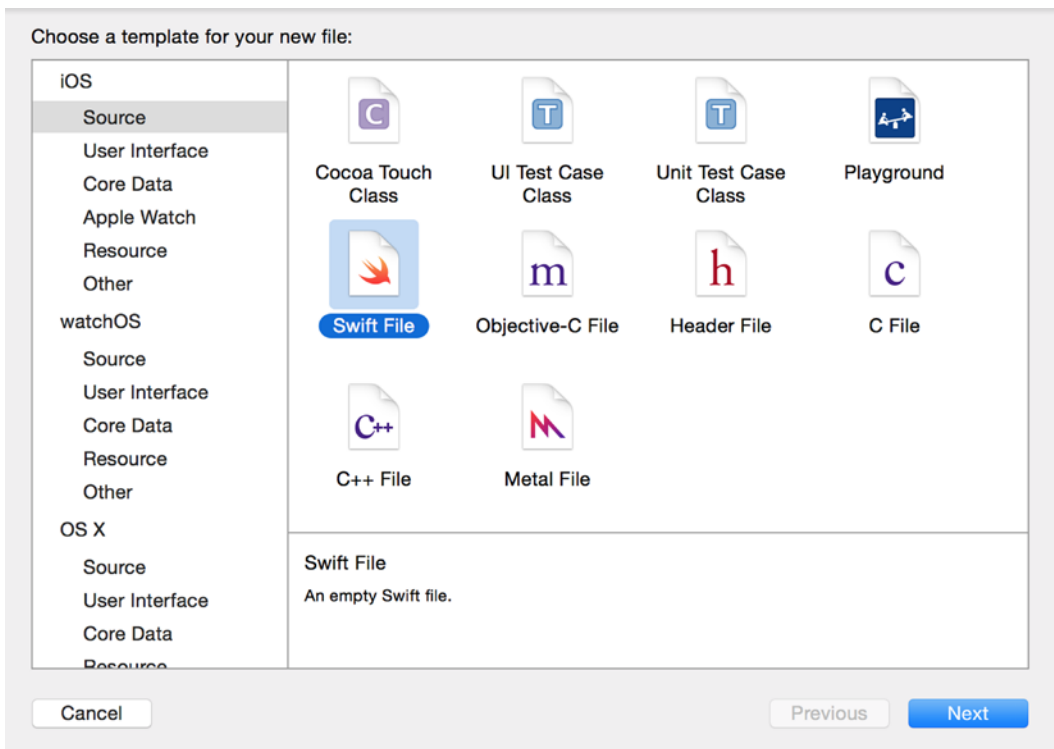 Choose a template for your new file:
iOS
Source
User Interface
Core Data
Apple Watch
Resource
Other
watchOS
Source
User Interface
Core Data
Resource
Other
OS X
Source
User Interface
Core Data
Resource
C
T
T
Cocoa Touch
Class
UI Test Case
Class
Unit Test Case
Class
Playground
m
h
c
Swift File
Objective-C File
Header File
C File
C++
C++ File
Metal File
Swift File
An empty Swift file.
Cancel
Previous
Next